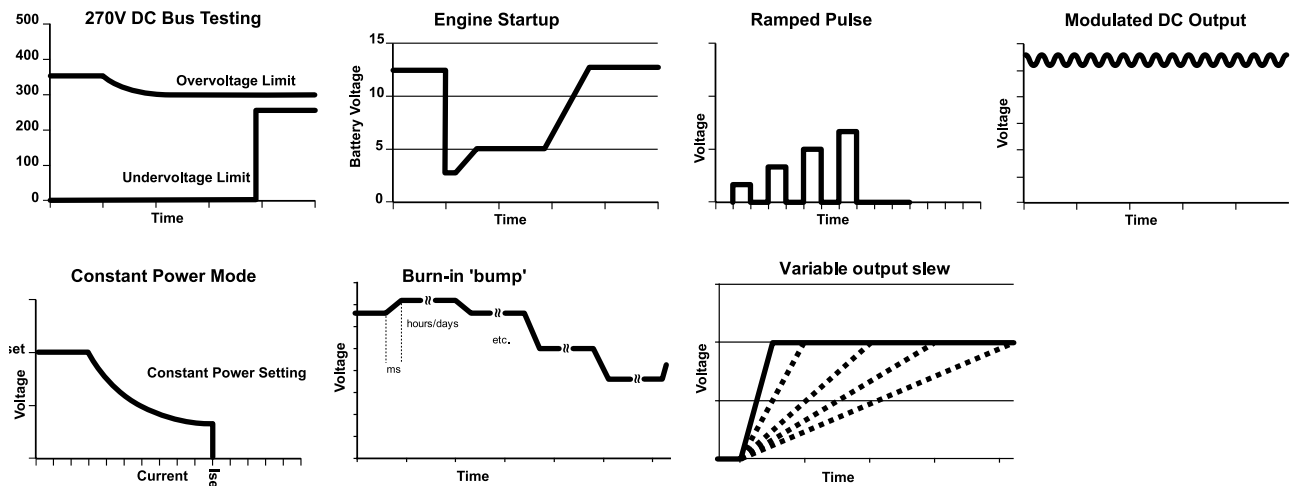 270V DC Bus Testing
500
400
300
200
100
0
Overvoltage Limit
Undervoltage Limit
Time
Engine Startup
15
10
5
0
Battery Voltage
Time
Ramped Pulse
Voltage
Time
Modulated DC Output
Voltage
Time
Constant Power Mode
set
Voltage
Constant Power Setting
Current
Ise
Burn-in 'bump'
hours/days
etc.
ms
Voltage
Time
Variable output slew
Voltage
Time